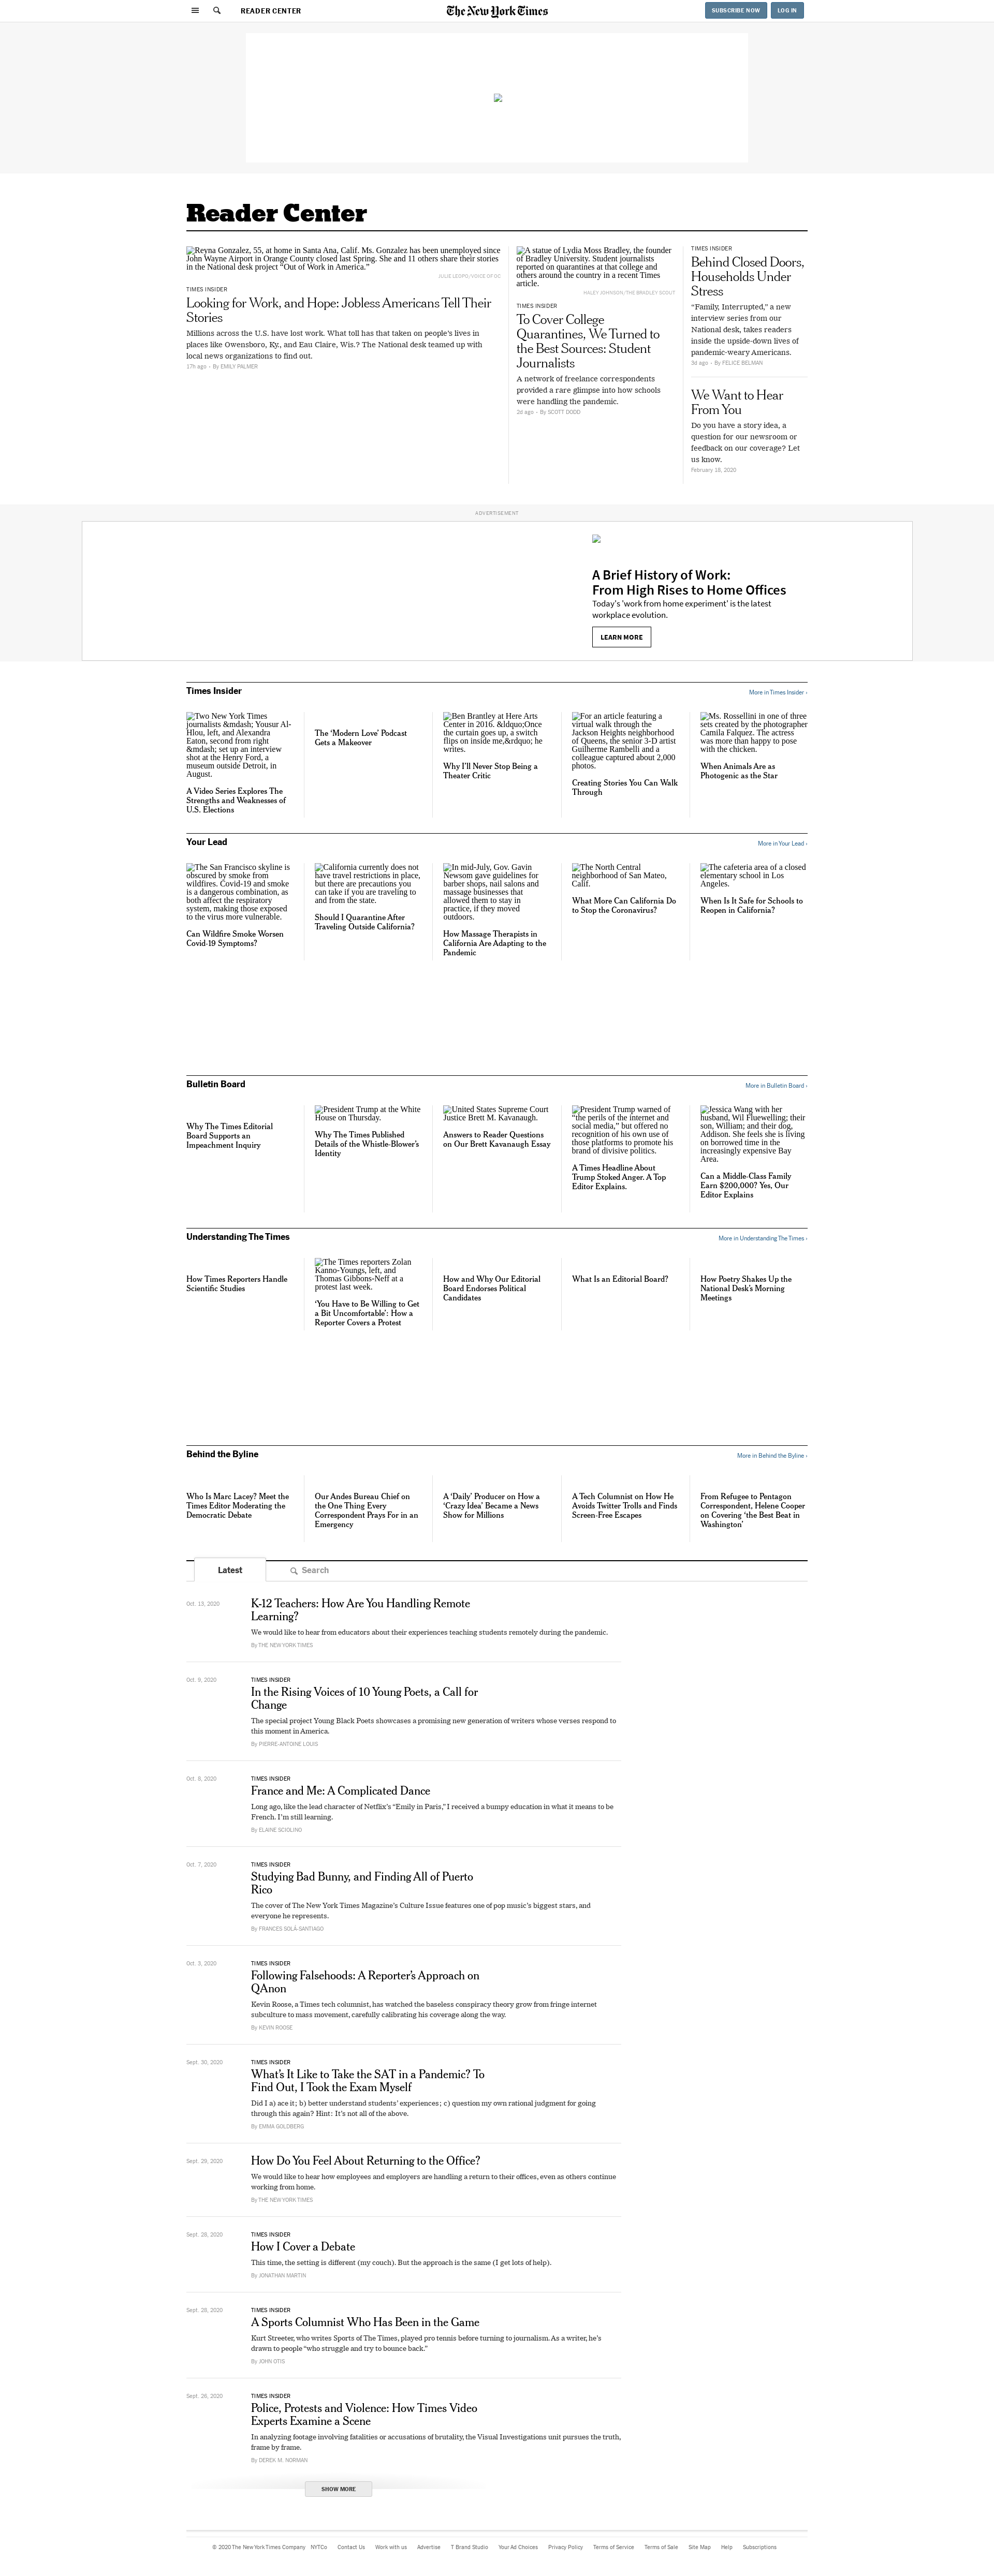 READER CENTER
The New York Times
SUBSCRIBE NOW
LOG IN
Reader Center
Reyna Gonzalez, 55, at home in Santa Ana, Calif. Ms. Gonzalez has been unemployed since
John Wayne Airport in Orange County closed last Spring. She and 11 others share their stories
in the National desk project “Out of Work in America.”
JULIE LEOPO/VOICE OF OC
TIMES INSIDER
Looking for Work, and Hope: Jobless Americans Tell Their
Stories
Millions across the U.S. have lost work. What toll has that taken on people’s lives in
places like Owensboro, Ky., and Eau Claire, Wis.? The National desk teamed up with
local news organizations to find out.
17h ago - By EMILY PALMER
A statue of Lydia Moss Bradley, the founder
of Bradley University. Student journalists
reported on quarantines at that college and
others around the country in a recent Times
article.
HALEY JOHNSON/THE BRADLEY SCOUT
TIMES INSIDER
To Cover College
Quarantines, We Turned to
the Best Sources: Student
Journalists
A network of freelance correspondents
provided a rare glimpse into how schools
were handling the pandemic.
2d ago - By SCOTT DODD
TIMES INSIDER
Behind Closed Doors,
Households Under
Stress
“Family, Interrupted,” a new
interview series from our
National desk, takes readers
inside the upside-down lives of
pandemic-weary Americans.
3d ago - By FELICE BELMAN
We Want to Hear
From You
Do you have a story idea, a
question for our newsroom or
feedback on our coverage? Let
us know.
February 18, 2020
ADVERTISEMENT
A Brief History of Work:
From High Rises to Home Offices
Today's 'work from home experiment' is the latest
workplace evolution.
LEARN MORE
Times Insider
More in Times Insider ›
Two New York Times
journalists &mdash; Yousur Al-
Hlou, left, and Alexandra
Eaton, second from right
&mdash; set up an interview
shot at the Henry Ford, a
museum outside Detroit, in
August.
A Video Series Explores The
Strengths and Weaknesses of
U.S. Elections
The ‘Modern Love’ Podcast
Gets a Makeover
Ben Brantley at Here Arts
Center in 2016. &ldquo;Once
the curtain goes up, a switch
flips on inside me,&rdquo; he
writes.
Why I’ll Never Stop Being a
Theater Critic
For an article featuring a
virtual walk through the
Jackson Heights neighborhood
of Queens, the senior 3-D artist
Guilherme Rambelli and a
colleague captured about 2,000
photos.
Creating Stories You Can Walk
Through
Ms. Rossellini in one of three
sets created by the photographer
Camila Falquez. The actress
was more than happy to pose
with the chicken.
When Animals Are as
Photogenic as the Star
Your Lead
More in Your Lead ›
The San Francisco skyline is
obscured by smoke from
wildfires. Covid-19 and smoke
is a dangerous combination, as
both affect the respiratory
system, making those exposed
to the virus more vulnerable.
Can Wildfire Smoke Worsen
Covid-19 Symptoms?
California currently does not
have travel restrictions in place,
but there are precautions you
can take if you are traveling to
and from the state.
Should I Quarantine After
Traveling Outside California?
In mid-July, Gov. Gavin
Newsom gave guidelines for
barber shops, nail salons and
massage businesses that
allowed them to stay in
practice, if they moved
outdoors.
How Massage Therapists in
California Are Adapting to the
Pandemic
The North Central
neighborhood of San Mateo,
Calif.
What More Can California Do
to Stop the Coronavirus?
The cafeteria area of a closed
elementary school in Los
Angeles.
When Is It Safe for Schools to
Reopen in California?
Bulletin Board
More in Bulletin Board ›
Why The Times Editorial
Board Supports an
Impeachment Inquiry
President Trump at the White
House on Thursday.
Why The Times Published
Details of the Whistle-Blower’s
Identity
United States Supreme Court
Justice Brett M. Kavanaugh.
Answers to Reader Questions
on Our Brett Kavanaugh Essay
President Trump warned of
“the perils of the internet and
social media,” but offered no
recognition of his own use of
those platforms to promote his
brand of divisive politics.
A Times Headline About
Trump Stoked Anger. A Top
Editor Explains.
Jessica Wang with her
husband, Wil Fluewelling; their
son, William; and their dog,
Addison. She feels she is living
on borrowed time in the
increasingly expensive Bay
Area.
Can a Middle-Class Family
Earn $200,000? Yes, Our
Editor Explains
Understanding The Times
More in Understanding The Times ›
How Times Reporters Handle
Scientific Studies
The Times reporters Zolan
Kanno-Youngs, left, and
Thomas Gibbons-Neff at a
protest last week.
‘You Have to Be Willing to Get
a Bit Uncomfortable’: How a
Reporter Covers a Protest
How and Why Our Editorial
Board Endorses Political
Candidates
What Is an Editorial Board?
How Poetry Shakes Up the
National Desk’s Morning
Meetings
Behind the Byline
More in Behind the Byline ›
Who Is Marc Lacey? Meet the
Times Editor Moderating the
Democratic Debate
Our Andes Bureau Chief on
the One Thing Every
Correspondent Prays For in an
Emergency
A ‘Daily’ Producer on How a
‘Crazy Idea’ Became a News
Show for Millions
A Tech Columnist on How He
Avoids Twitter Trolls and Finds
Screen-Free Escapes
From Refugee to Pentagon
Correspondent, Helene Cooper
on Covering ‘the Best Beat in
Washington’
Latest
Search
Oct. 13, 2020
K-12 Teachers: How Are You Handling Remote
Learning?
We would like to hear from educators about their experiences teaching students remotely during the pandemic.
By THE NEW YORK TIMES
Oct. 9, 2020
TIMES INSIDER
In the Rising Voices of 10 Young Poets, a Call for
Change
The special project Young Black Poets showcases a promising new generation of writers whose verses respond to
this moment in America.
By PIERRE-ANTOINE LOUIS
Oct. 8, 2020
TIMES INSIDER
France and Me: A Complicated Dance
Long ago, like the lead character of Netflix’s “Emily in Paris,” I received a bumpy education in what it means to be
French. I’m still learning.
By ELAINE SCIOLINO
Oct. 7, 2020
TIMES INSIDER
Studying Bad Bunny, and Finding All of Puerto
Rico
The cover of The New York Times Magazine’s Culture Issue features one of pop music’s biggest stars, and
everyone he represents.
By FRANCES SOLÁ-SANTIAGO
Oct. 3, 2020
TIMES INSIDER
Following Falsehoods: A Reporter’s Approach on
QAnon
Kevin Roose, a Times tech columnist, has watched the baseless conspiracy theory grow from fringe internet
subculture to mass movement, carefully calibrating his coverage along the way.
By KEVIN ROOSE
Sept. 30, 2020
TIMES INSIDER
What’s It Like to Take the SAT in a Pandemic? To
Find Out, I Took the Exam Myself
Did I a) ace it; b) better understand students’ experiences; c) question my own rational judgment for going
through this again? Hint: It’s not all of the above.
By EMMA GOLDBERG
Sept. 29, 2020
How Do You Feel About Returning to the Office?
We would like to hear how employees and employers are handling a return to their offices, even as others continue
working from home.
By THE NEW YORK TIMES
Sept. 28, 2020
TIMES INSIDER
How I Cover a Debate
This time, the setting is different (my couch). But the approach is the same (I get lots of help).
By JONATHAN MARTIN
Sept. 28, 2020
TIMES INSIDER
A Sports Columnist Who Has Been in the Game
Kurt Streeter, who writes Sports of The Times, played pro tennis before turning to journalism. As a writer, he’s
drawn to people “who struggle and try to bounce back.”
By JOHN OTIS
Sept. 26, 2020
TIMES INSIDER
Police, Protests and Violence: How Times Video
Experts Examine a Scene
In analyzing footage involving fatalities or accusations of brutality, the Visual Investigations unit pursues the truth,
frame by frame.
By DEREK M. NORMAN
SHOW MORE
© 2020 The New York Times Company NYTCo Contact Us Work with us Advertise T Brand Studio Your Ad Choices Privacy Policy Terms of Service Terms of Sale Site Map Help Subscriptions